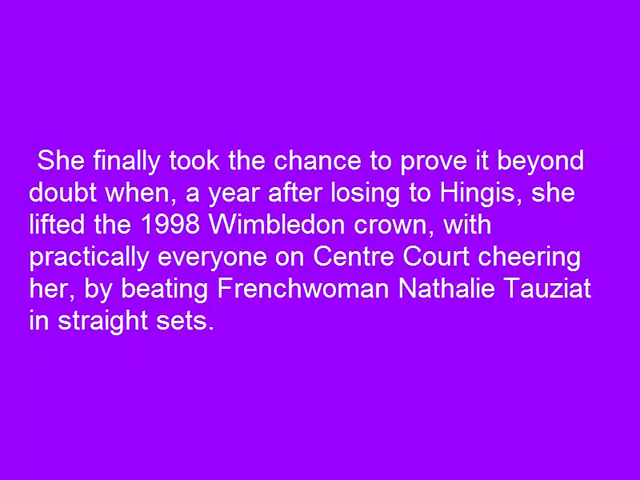 She finally took the chance to prove it beyond
doubt when, a year after losing to Hingis, she
lifted the 1998 Wimbledon crown, with
practically everyone on Centre Court cheering
her, by beating Frenchwoman Nathalie Tauziat
in straight sets.